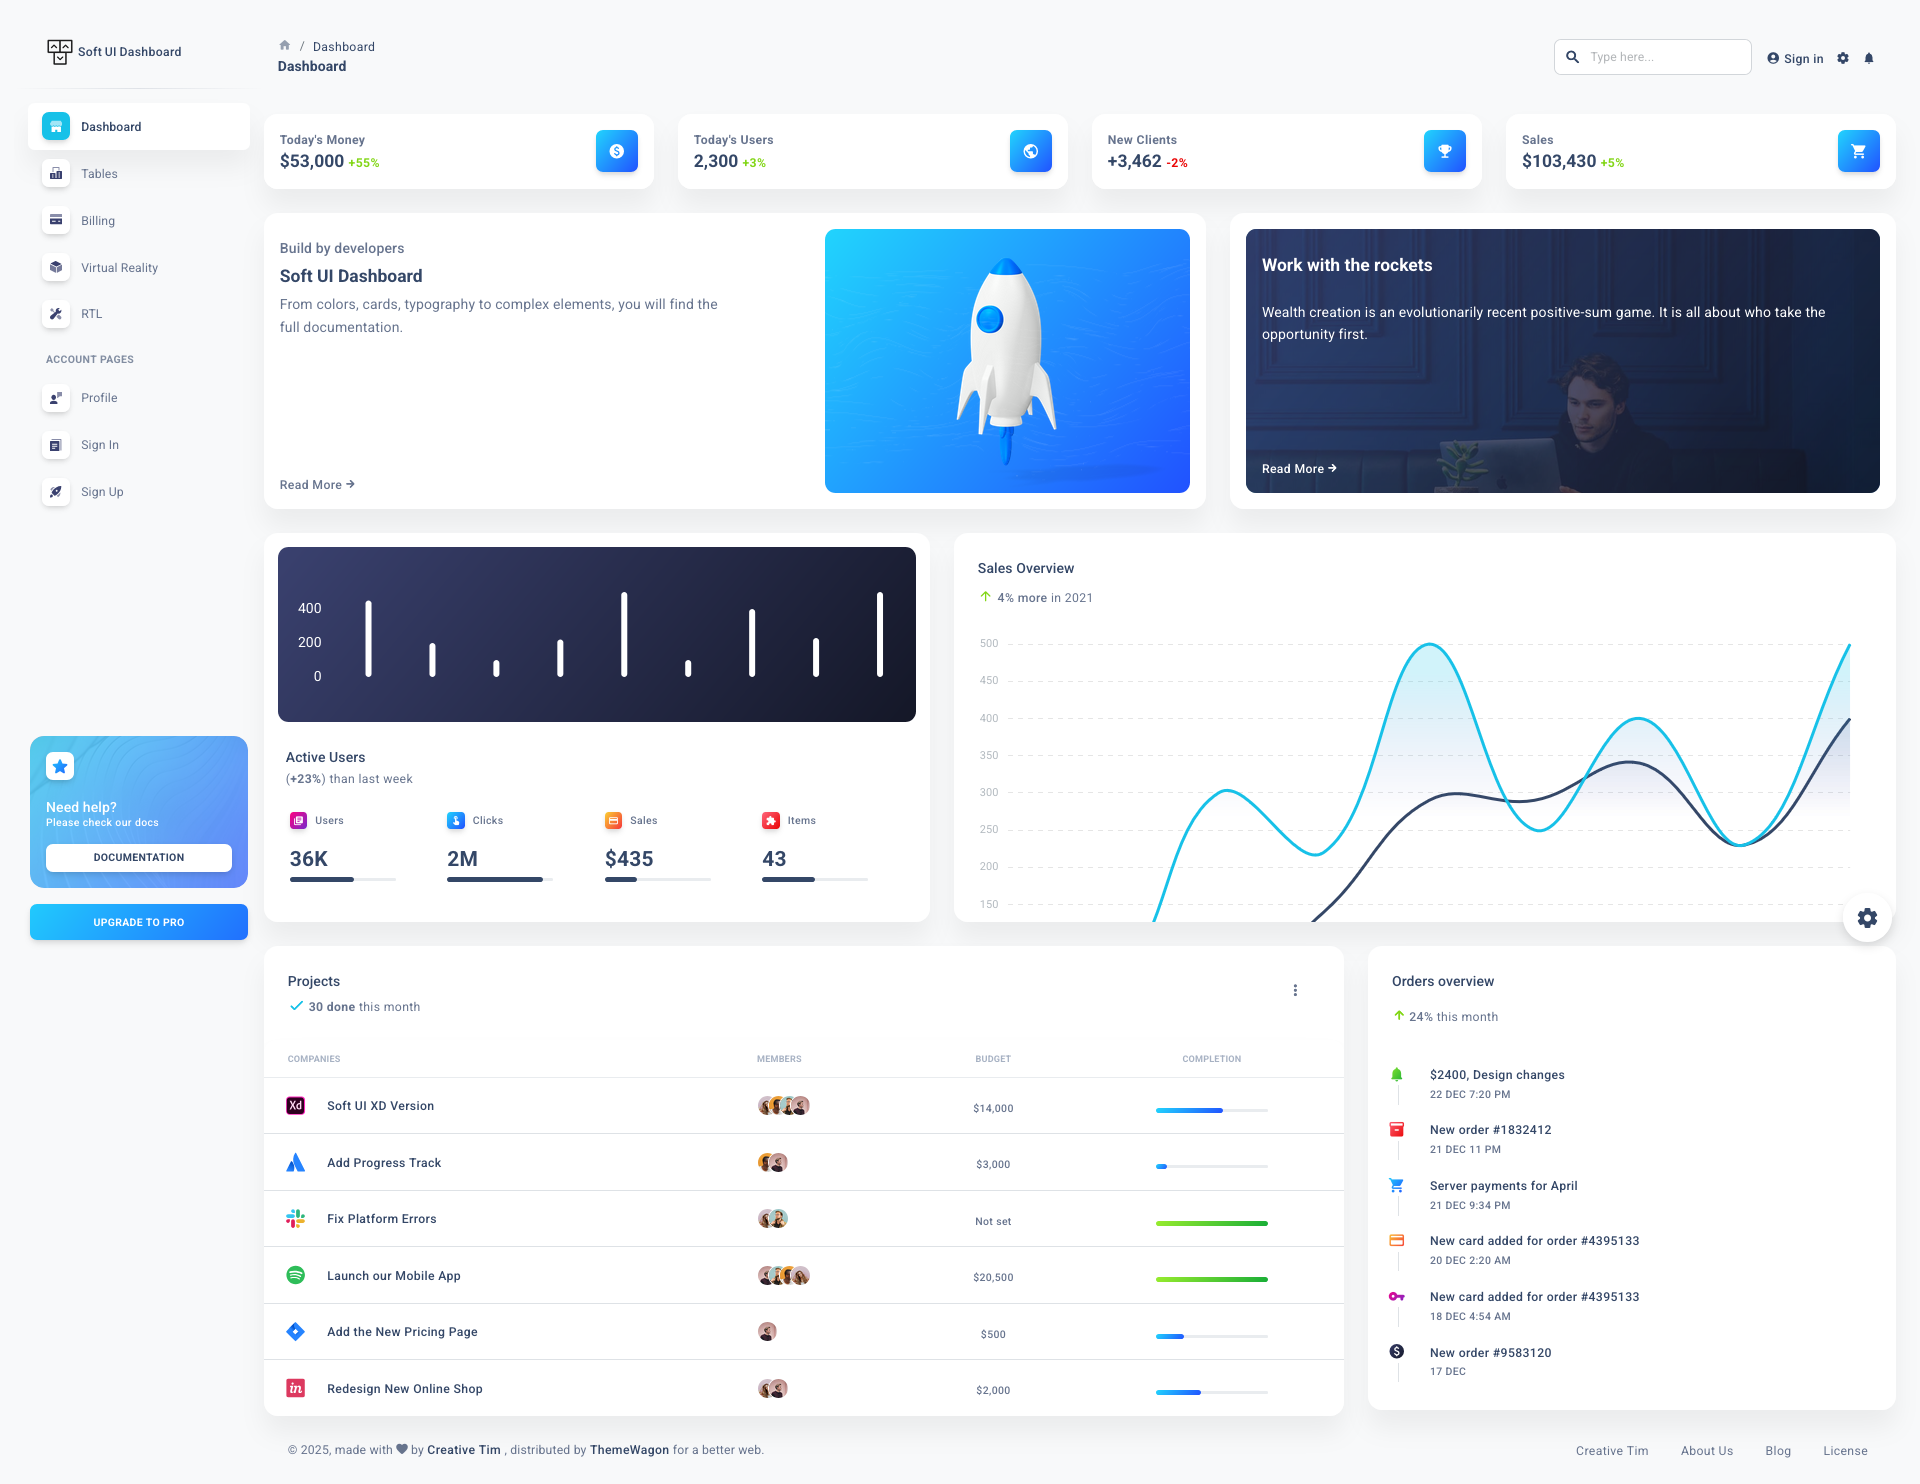 Soft UI Dashboard
/ Dashboard
Dashboard
Type here...
Sign in
Dashboard
Tables
Billing
Virtual Reality
RTL
ACCOUNT PAGES
Profile
Sign In
Sign Up
Need help?
Please check our docs
DOCUMENTATION
UPGRADE TO PRO
Today's Money
$53,000 +55%
Today's Users
2,300 +3%
New Clients
+3,462 -2%
Sales
$103,430 +5%
Build by developers
Soft UI Dashboard
From colors, cards, typography to complex elements, you will find the
full documentation.
Read More
Work with the rockets
Wealth creation is an evolutionarily recent positive-sum game. It is all about who take the
opportunity first.
Read More
400
200
0
Active Users
(+23%) than last week
Users
36K
Clicks
2M
Sales
$435
Items
43
Sales Overview
4% more in 2021
500
450
400
350
300
250
200
150
Projects
30 done this month
COMPANIES MEMBERS BUDGET COMPLETION
Xd Soft UI XD Version $14,000
Add Progress Track $3,000
Fix Platform Errors Not set
Launch our Mobile App $20,500
Add the New Pricing Page $500
in Redesign New Online Shop $2,000
Orders overview
24% this month
$2400, Design changes
22 DEC 7:20 PM
New order #1832412
21 DEC 11 PM
Server payments for April
21 DEC 9:34 PM
New card added for order #4395133
20 DEC 2:20 AM
New card added for order #4395133
18 DEC 4:54 AM
New order #9583120
17 DEC
© 2025, made with by Creative Tim , distributed by ThemeWagon for a better web.
Creative Tim About Us Blog License